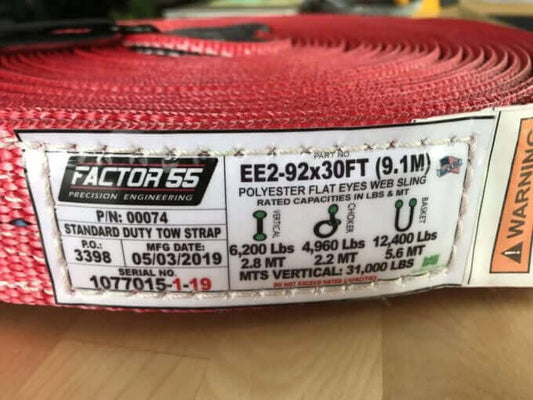 FACTOR 55
PRECISION ENGINEERING
P/N: 00074
STANDARD DUTY TOW STRAP
P.O.: 3398
MFG DATE: 05/03/2019
SERIAL NO.
1077015-1-19
PART NO.
EE2-92x30FT (9.1M)
POLYESTER FLAT EYES WEB SLING
RATED CAPACITIES IN LBS & MT
VERTICAL
CHOKER
BASKET
6,200 Lbs 4,960 Lbs 12,400 Lbs
2.8 MT 2.2 MT 5.6 MT
MTS VERTICAL: 31,000 LBS
DO NOT EXCEED RATED CAPACITIES
WARNING